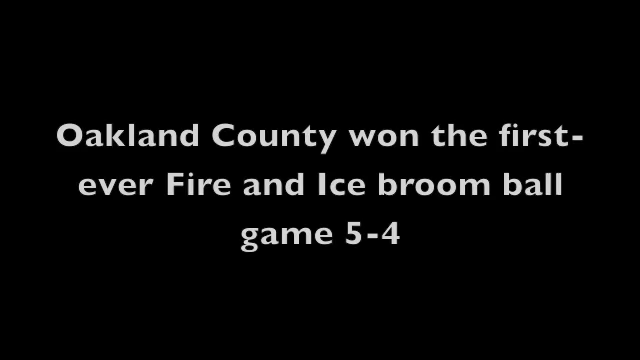 Oakland County won the first-
ever Fire and Ice broom ball
game 5-4